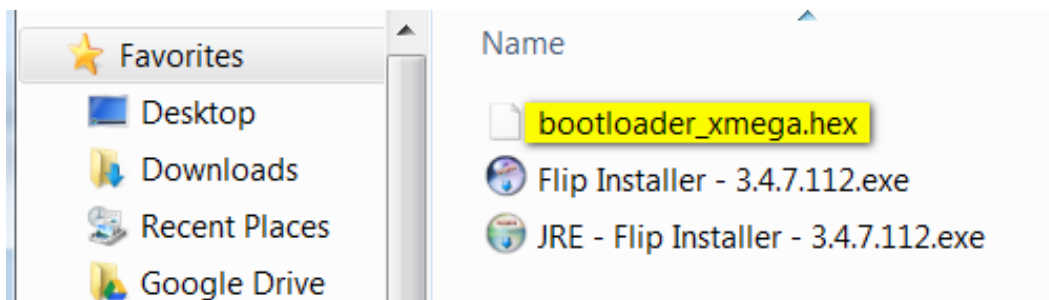 Favorites
Desktop
Downloads
Recent Places
Google Drive
Name
bootloader_xmega.hex
Flip Installer - 3.4.7.112.exe
JRE - Flip Installer - 3.4.7.112.exe